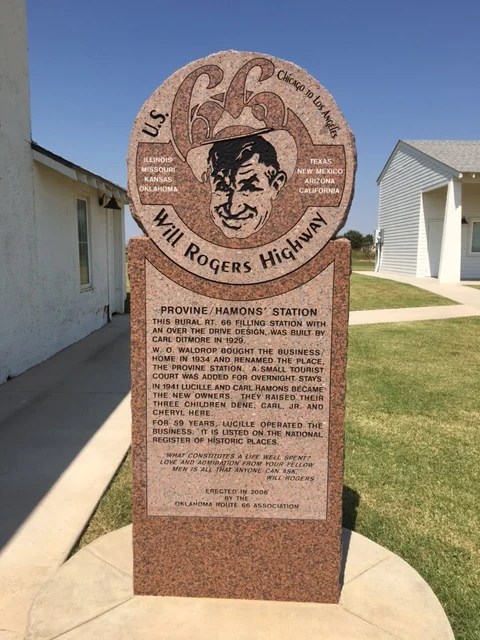 U.S.
66
Chicago to Los Angeles
ILLINOIS
MISSOURI
KANSAS
OKLAHOMA
TEXAS
NEW MEXICO
ARIZONA
CALIFORNIA
WILL ROGERS HIGHWAY
PROVINE/HAMONS' STATION
THIS RURAL RT. 66 FILLING STATION WITH
AN OVER THE DRIVE DESIGN, WAS BUILT BY
CARL DITMORE IN 1929.
W. O. WALDROP BOUGHT THE BUSINESS/
HOME IN 1934 AND RENAMED THE PLACE,
THE PROVINE STATION. A SMALL TOURIST
COURT WAS ADDED FOR OVERNIGHT STAYS.
IN 1941 LUCILLE AND CARL HAMONS BECAME
THE NEW OWNERS. THEY RAISED THEIR
THREE CHILDREN DENE, CARL, JR. AND
CHERYL HERE.
FOR 59 YEARS, LUCILLE OPERATED THE
BUSINESS. IT IS LISTED ON THE NATIONAL
REGISTER OF HISTORIC PLACES.
"WHAT CONSTITUTES A LIFE WELL SPENT?
LOVE AND ADMIRATION FROM YOUR FELLOW
MEN IS ALL THAT ANYONE CAN ASK."
WILL ROGERS
ERECTED IN 2006
BY THE
OKLAHOMA ROUTE 66 ASSOCIATION